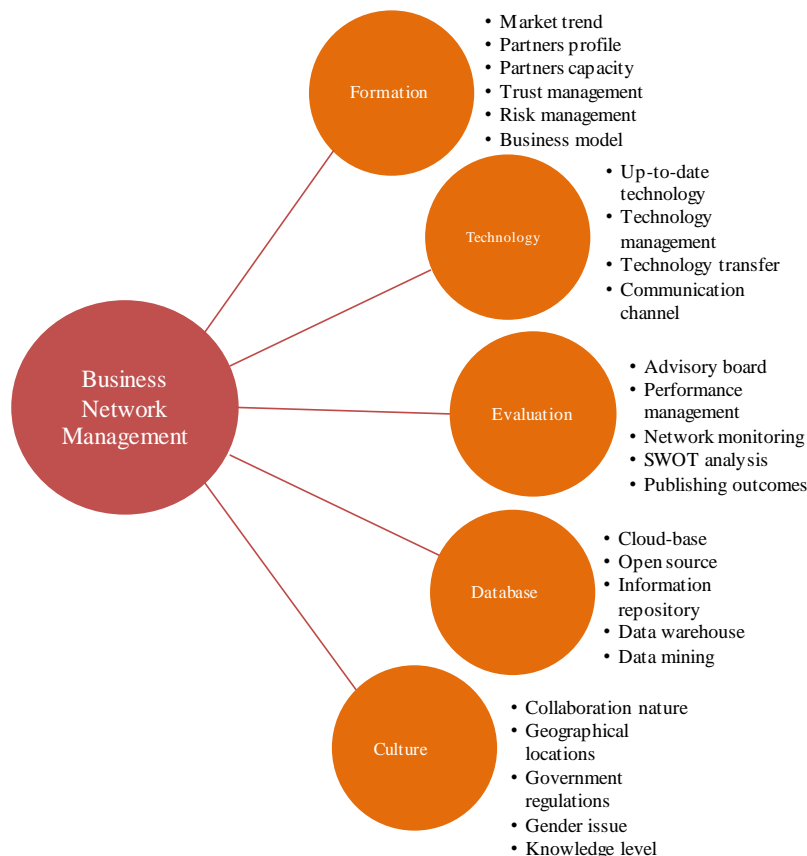 Business
Network
Management
Formation
• Market trend
• Partners profile
• Partners capacity
• Trust management
• Risk management
• Business model
Technology
• Up-to-date
technology
• Technology
management
• Technology transfer
• Communication
channel
Evaluation
• Advisory board
• Performance
management
• Network monitoring
• SWOT analysis
• Publishing outcomes
Database
• Cloud-base
• Open source
• Information
repository
• Data warehouse
• Data mining
Culture
• Collaboration nature
• Geographical
locations
• Government
regulations
• Gender issue
• Knowledge level